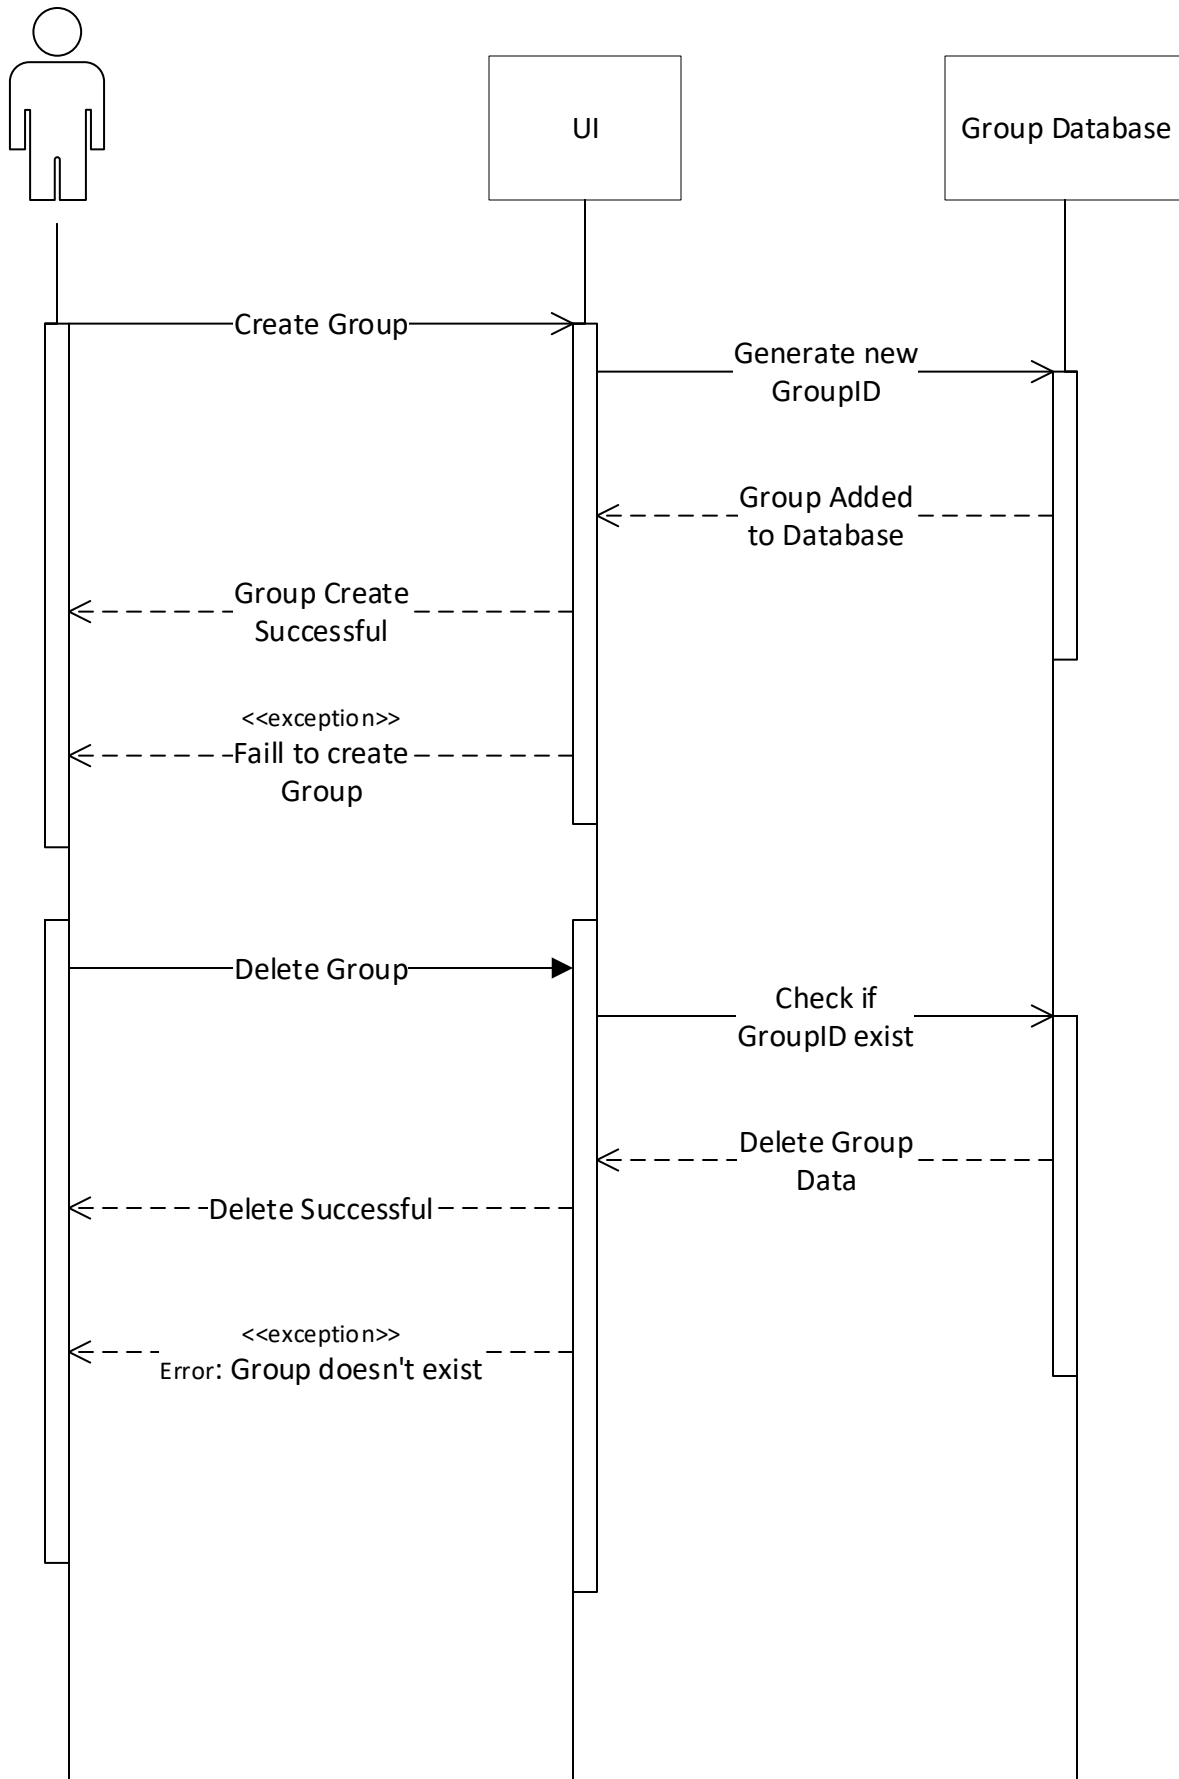 UI
Group Database
Create Group
Generate new
GroupID
Group Added
to Database
Group Create
Successful
<<exception>>
Faill to create
Group
Delete Group
Check if
GroupID exist
Delete Group
Data
Delete Successful
<<exception>>
Error: Group doesn't exist